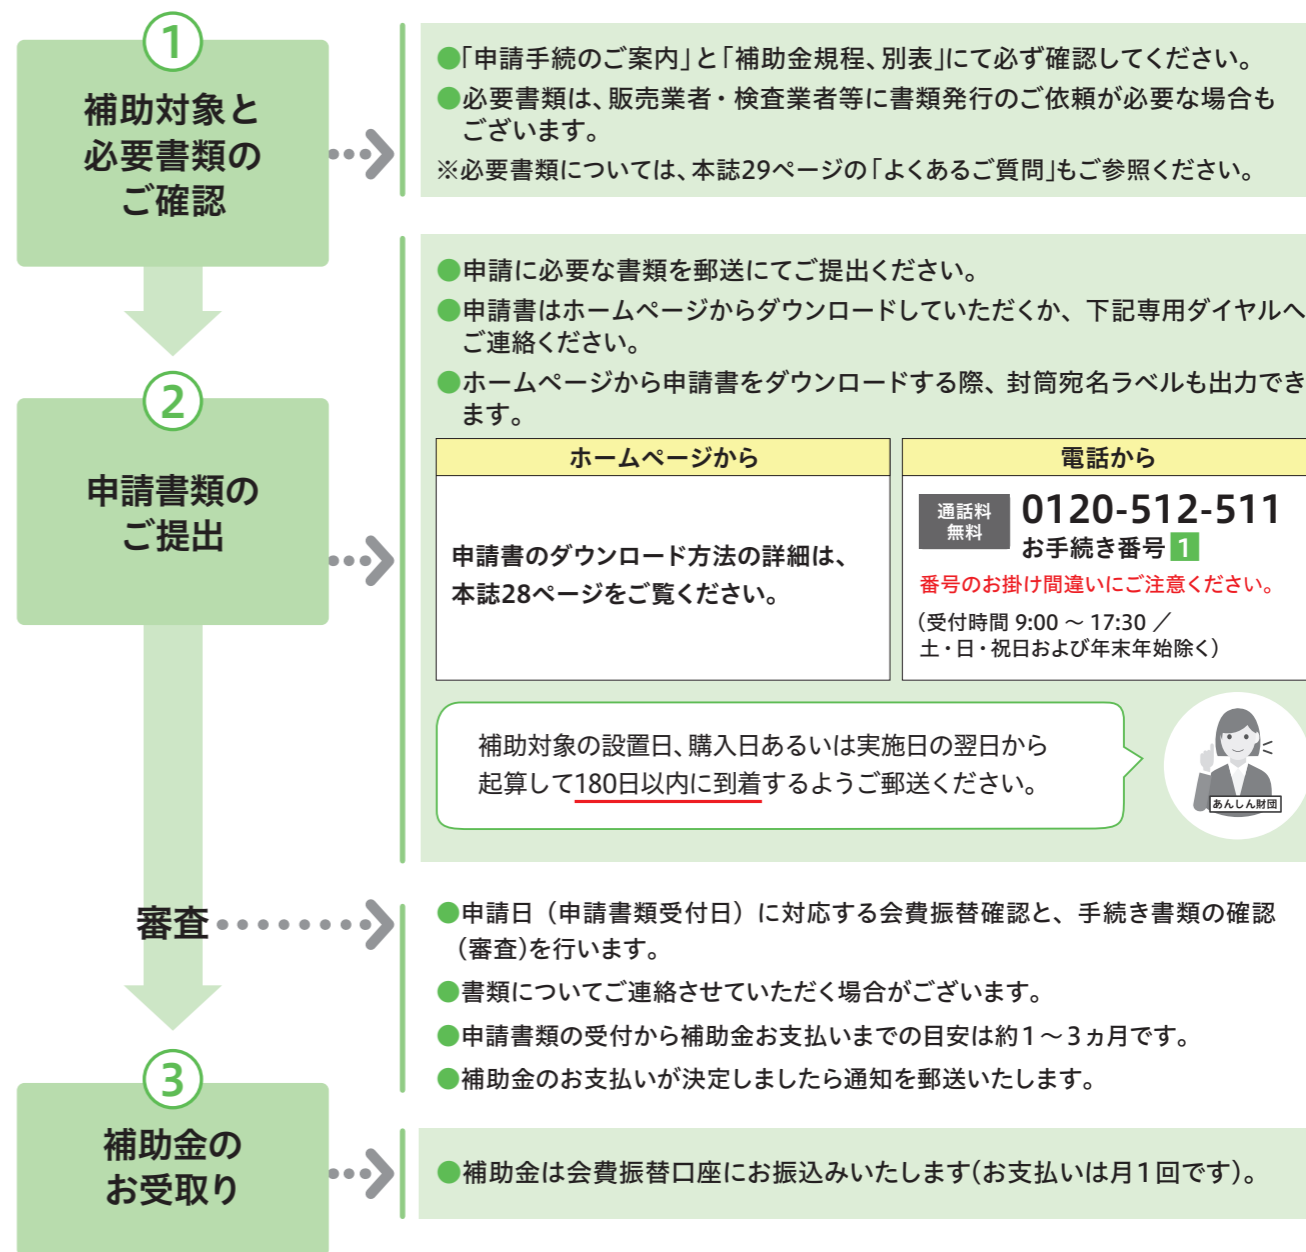 1
補助対象と
必要書類の
ご確認
●「申請手続のご案内」と「補助金規程、別表」にて必ず確認してください。
●必要書類は、販売業者・検査業者等に書類発行のご依頼が必要な場合も
ございます。
※必要書類については、本誌29ページの「よくあるご質問」もご参照ください。
2
申請書類の
ご提出
●申請に必要な書類を郵送にてご提出ください。
●申請書はホームページからダウンロードしていただくか、下記専用ダイヤルへ
ご連絡ください。
●ホームページから申請書をダウンロードする際、封筒宛名ラベルも出力でき
ます。
ホームページから
申請書のダウンロード方法の詳細は、
本誌28ページをご覧ください。
電話から
通話料
無料
0120-512-511
お手続き番号 1
番号のお掛け間違いにご注意ください。
(受付時間 9:00 ~ 17:30 /
土・日・祝日および年末年始除く)
補助対象の設置日、購入日あるいは実施日の翌日から
起算して180日以内に到着するようご郵送ください。
あんしん財団
審査
●申請日(申請書類受付日)に対応する会費振替確認と、手続き書類の確認
(審査)を行います。
●書類についてご連絡させていただく場合がございます。
●申請書類の受付から補助金お支払いまでの目安は約1~3ヵ月です。
●補助金のお支払いが決定しましたら通知を郵送いたします。
3
補助金の
お受取り
●補助金は会費振替口座にお振込みいたします(お支払いは月1回です)。